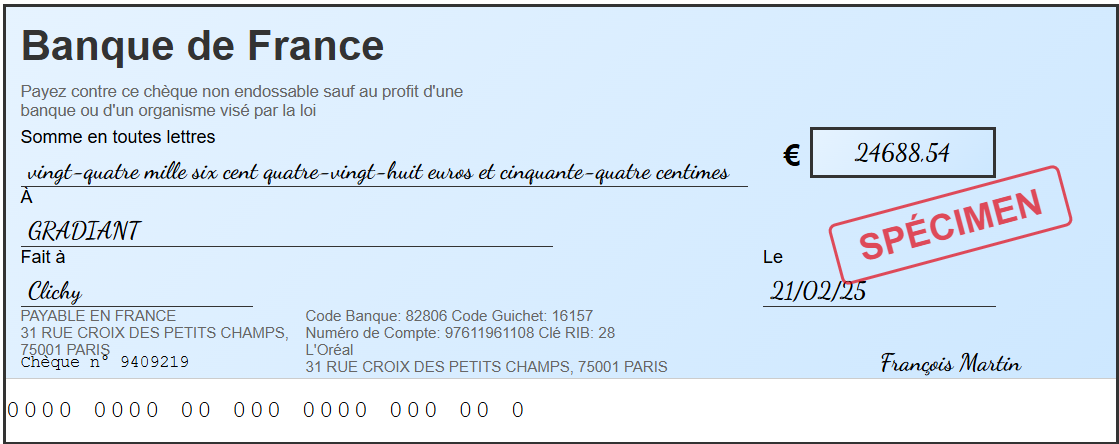 Banque de France
Payez contre ce chèque non endossable sauf au profit d'une
banque ou d'un organisme visé par la loi
Somme en toutes lettres
vingt-quatre mille six cent quatre-vingt-huit euros et cinquante-quatre centimes
€ 24688.54
À
GRADIANT
SPÉCIMEN
Fait à
Clichy
Le
21/02/25
PAYABLE EN FRANCE
31 RUE CROIX DES PETITS CHAMPS,
75001 PARIS
Chèque n° 9409219
Code Banque: 82806 Code Guichet: 16157
Numéro de Compte: 97611961108 Clé RIB: 28
L'Oréal
31 RUE CROIX DES PETITS CHAMPS, 75001 PARIS
François Martin
0000 0000 00 000 0000 000 00 0